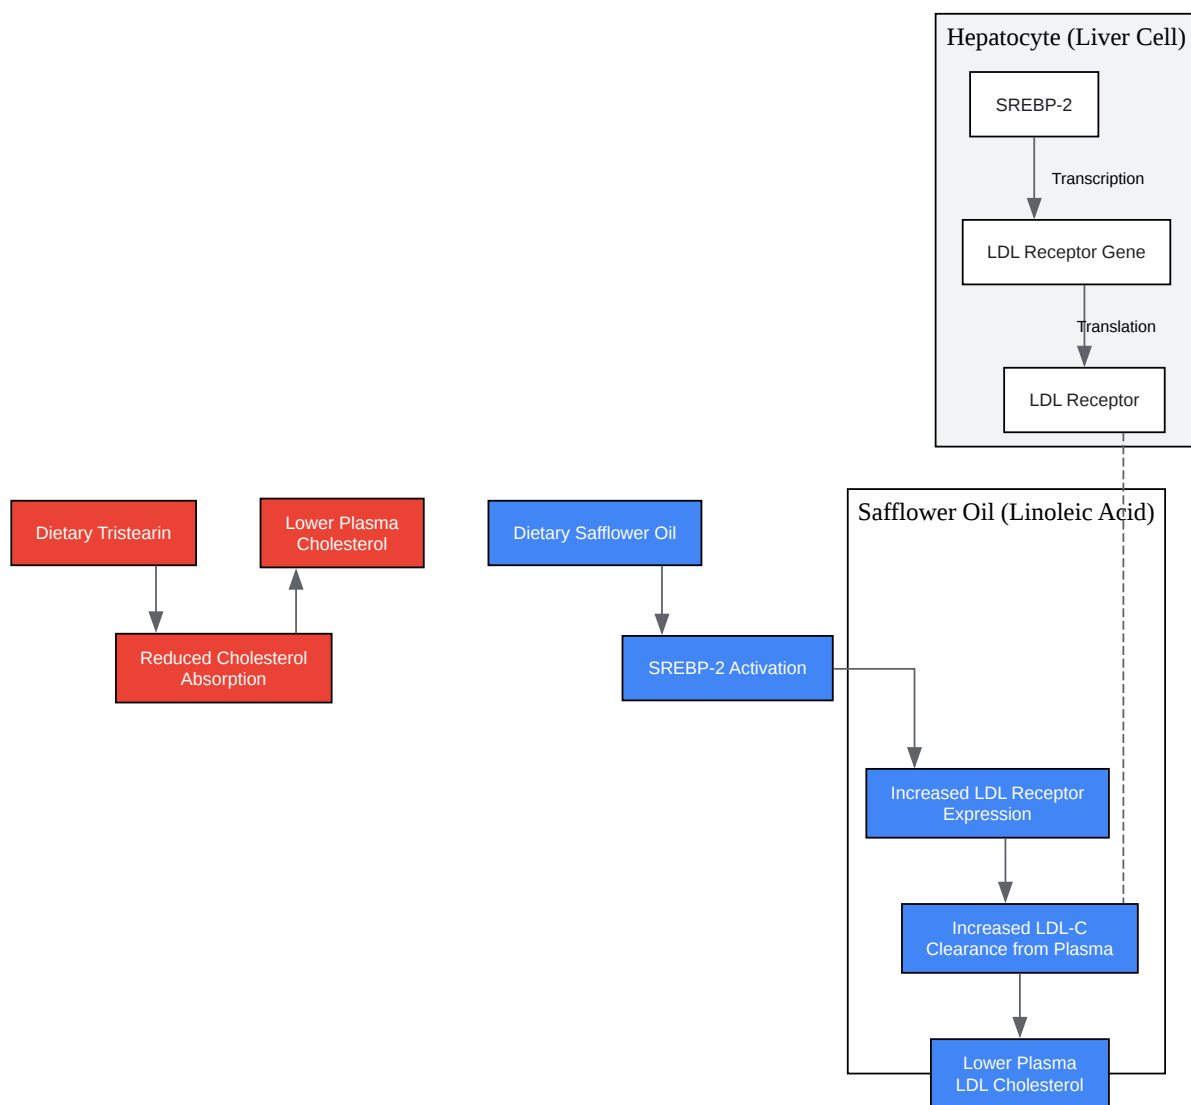 Hepatocyte (Liver Cell)
SREBP-2
Transcription
LDL Receptor Gene
Translation
LDL Receptor
Dietary Tristearin
Lower Plasma
Cholesterol
Reduced Cholesterol
Absorption
Dietary Safflower Oil
SREBP-2 Activation
Safflower Oil (Linoleic Acid)
Increased LDL Receptor
Expression
Increased LDL-C
Clearance from Plasma
Lower Plasma
LDL Cholesterol